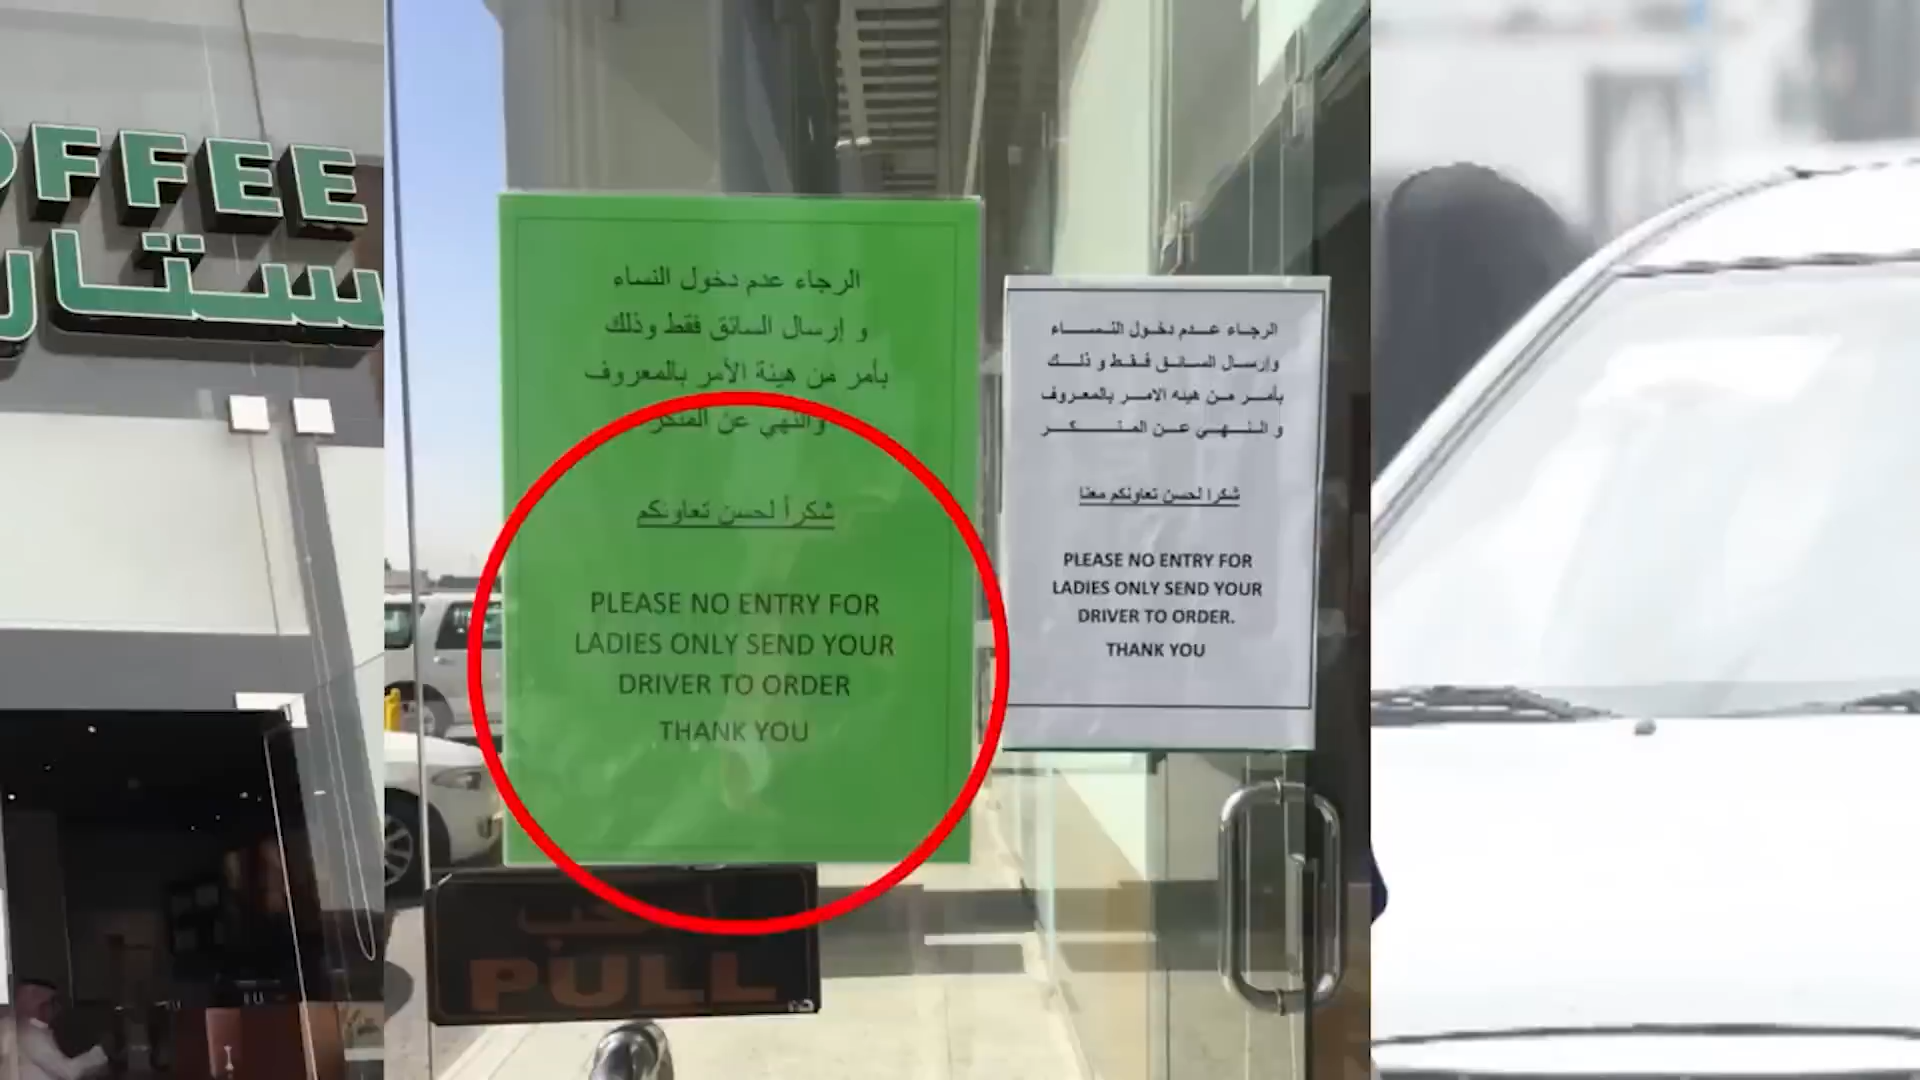 OFFEE
ستار
الرجاء عدم دخول النساء
و إرسال السائق فقط وذلك
بأمر من هيئة الأمر بالمعروف
والنهي عن المنكر
شكراً لحسن تعاونكم
PLEASE NO ENTRY FOR
LADIES ONLY SEND YOUR
DRIVER TO ORDER
THANK YOU
PULL
الرجاء عدم دخول النساء
وإرسال السائق فقط و ذلك
بأمر من هيئه الامر بالمعروف
و النهي عن المنكر
شكرا لحسن تعاونكم معنا
PLEASE NO ENTRY FOR
LADIES ONLY SEND YOUR
DRIVER TO ORDER.
THANK YOU